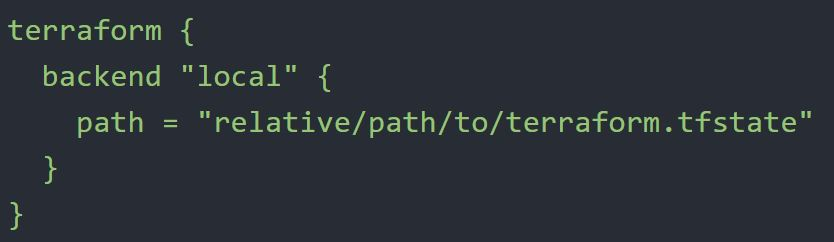 terraform {
  backend "local" {
    path = "relative/path/to/terraform.tfstate"
  }
}